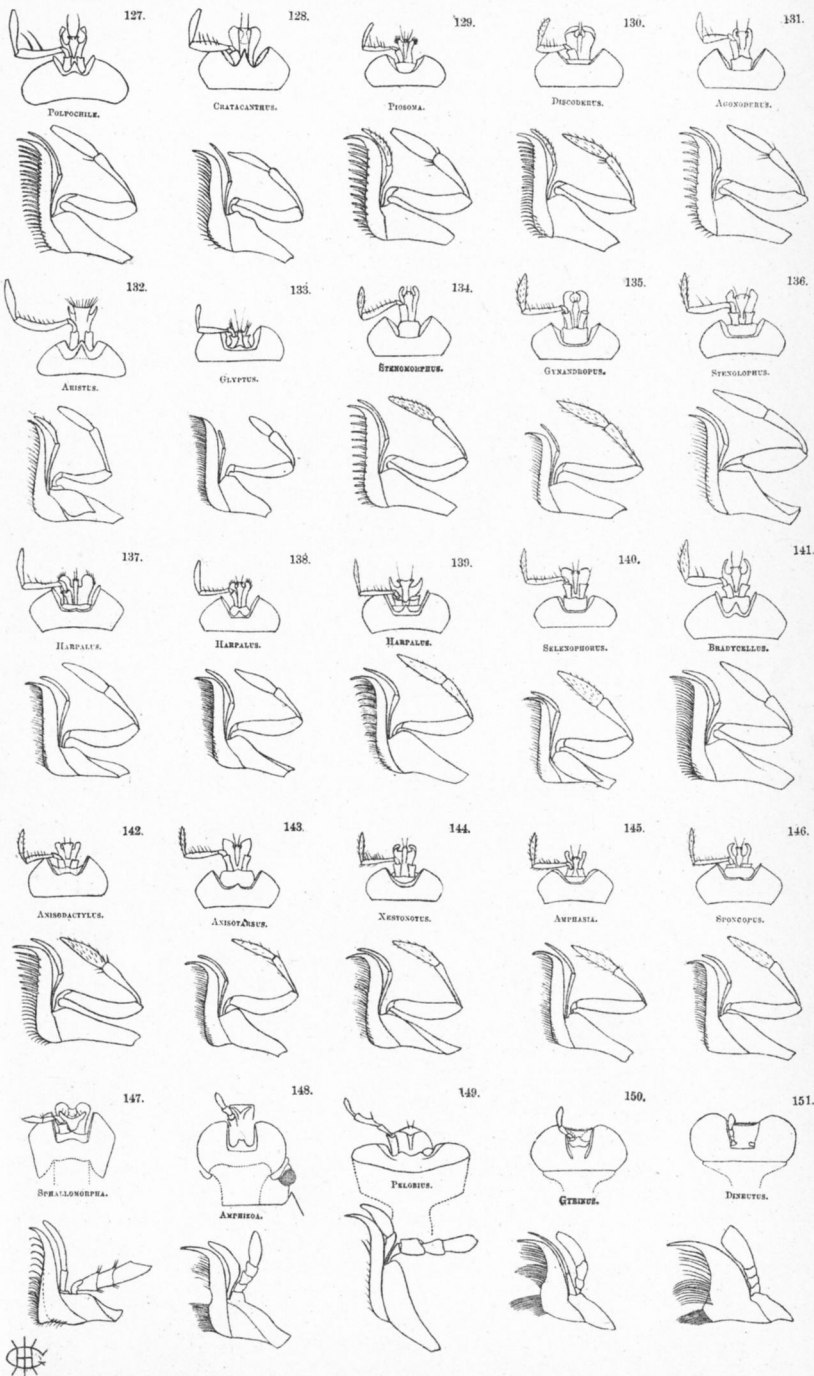 127.
128.
129.
130.
131.
POLPOCHILE.
CRATACANTHUS.
PIOSOMA.
DISCODERUS.
AGONODERUS.
132.
133.
134.
135.
136.
ARISTUS.
GLYPTUS.
STENOMORPHUS.
GYNANDROPUS.
STENOLOPHUS.
137.
138.
139.
140.
141.
HARPALUS.
HARPALUS.
HARPALUS.
SELENOPHORUS.
BRADYCELLUS.
142.
143.
144.
145.
146.
ANISODACTYLUS.
ANISOTARSUS.
XESTONOTUS.
AMPHASIA.
SPONGOPUS.
147.
148.
149.
150.
151.
SPHALLOMORPHA.
AMPHIZOA.
PELOBIUS.
GYRINUS.
DINEUTUS.